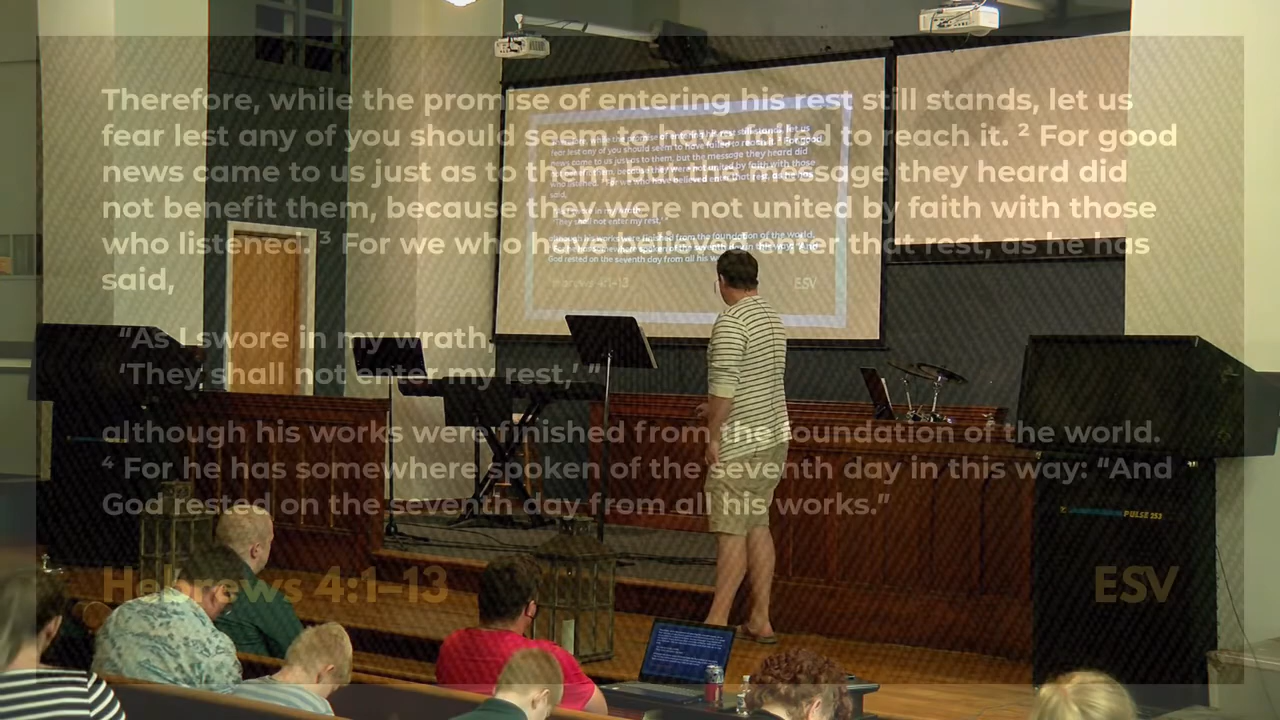 Therefore, while the promise of entering his rest still stands, let us
fear lest any of you should seem to have failed to reach it. ² For good
news came to us just as to them, but the message they heard did
not benefit them, because they were not united by faith with those
who listened. ³ For we who have believed enter that rest, as he has
said,
“As I swore in my wrath,
‘They shall not enter my rest,’ ”
although his works were finished from the foundation of the world.
⁴ For he has somewhere spoken of the seventh day in this way: “And
God rested on the seventh day from all his works.”
Hebrews 4:1–13
ESV
PULSE 253